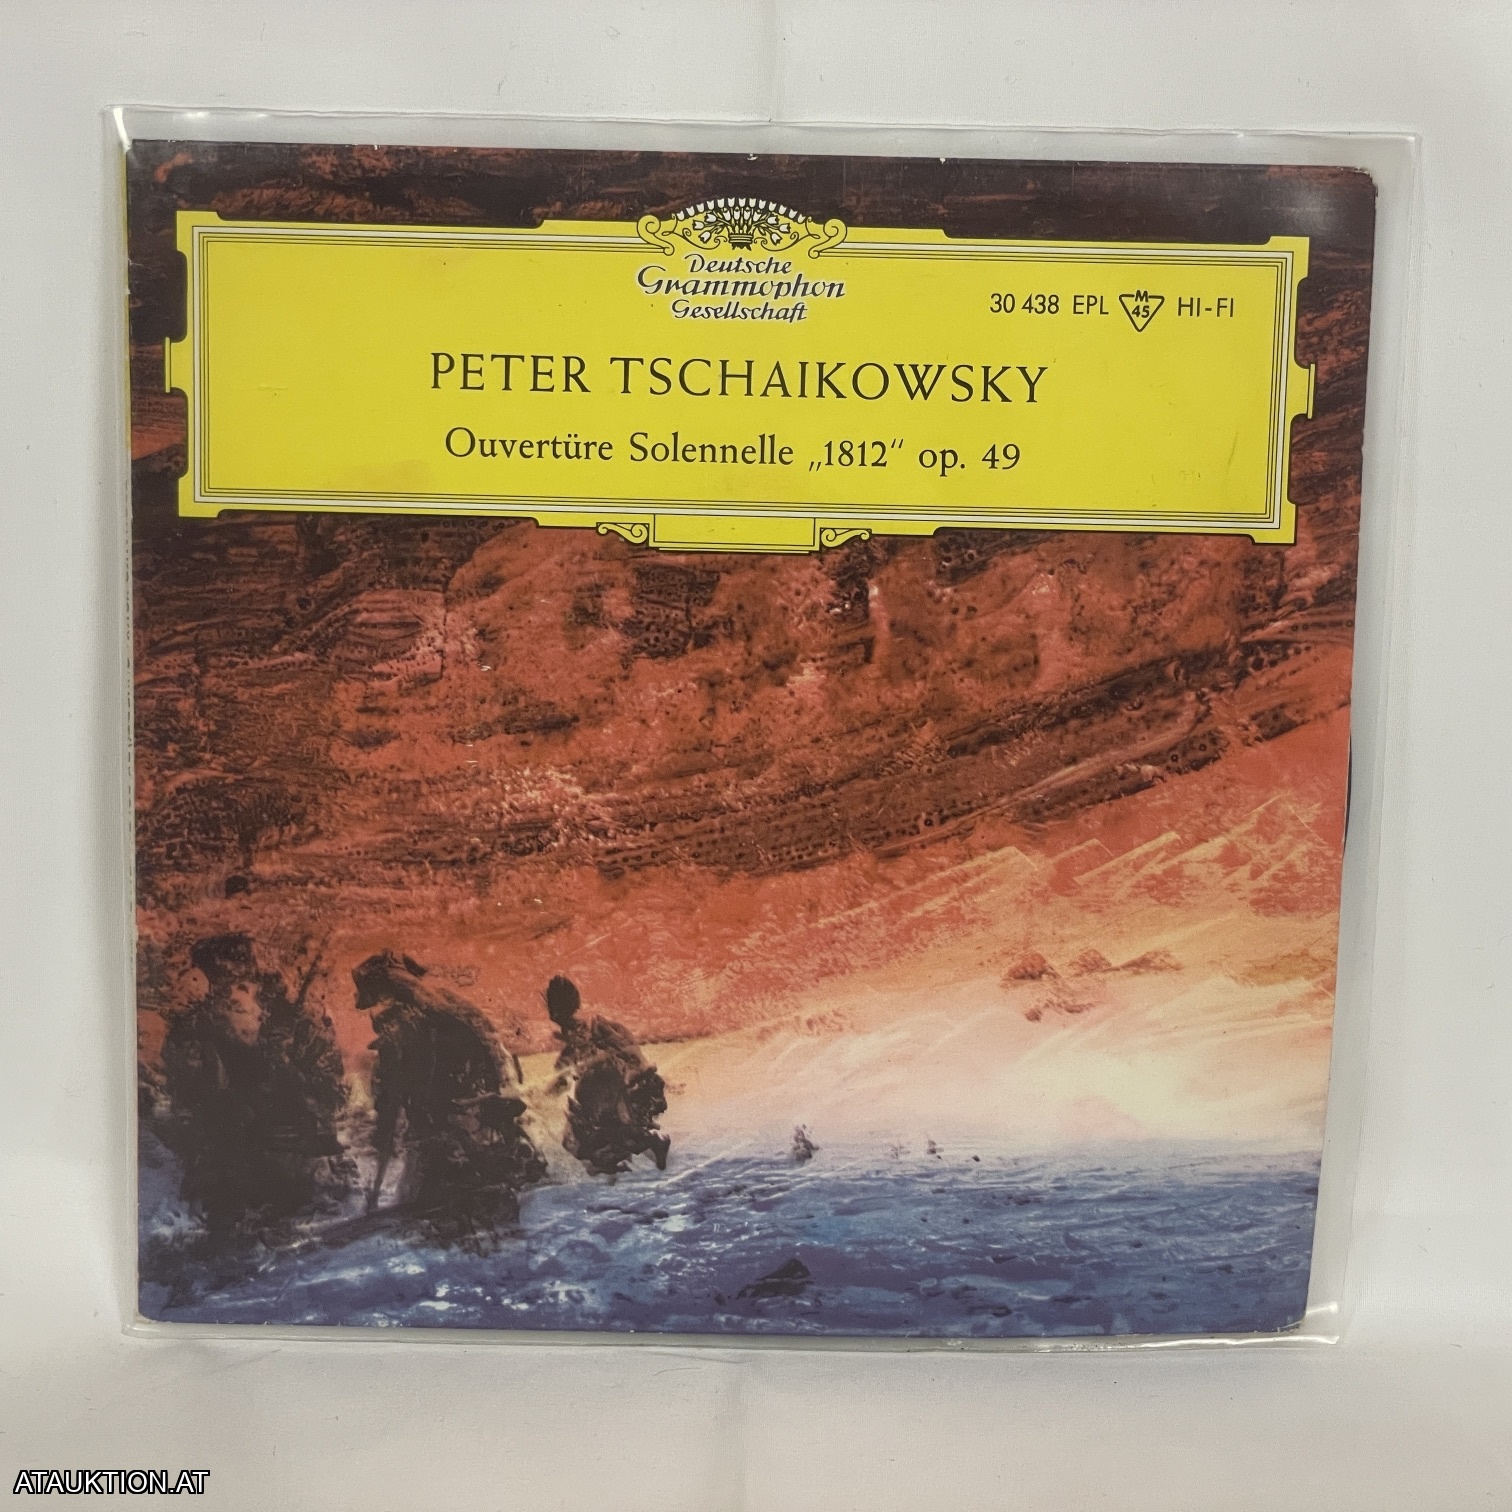 Deutsche
Grammophon
Gesellschaft
30 438 EPL M 45 HI-FI
PETER TSCHAIKOWSKY
Ouvertüre Solennelle „1812“ op. 49
ATAUKTION.AT